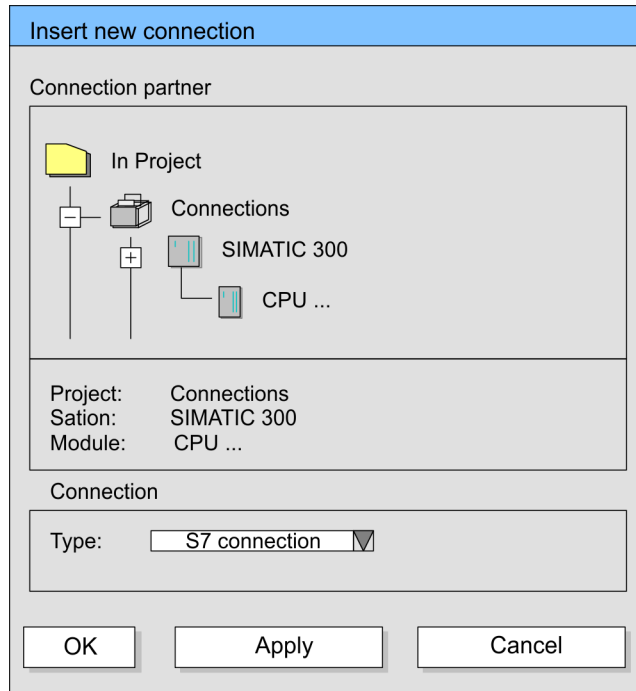 Insert new connection
Connection partner
In Project
Connections
SIMATIC 300
CPU ...
Project: Connections
Sation: SIMATIC 300
Module: CPU ...
Connection
Type: S7 connection
OK Apply Cancel